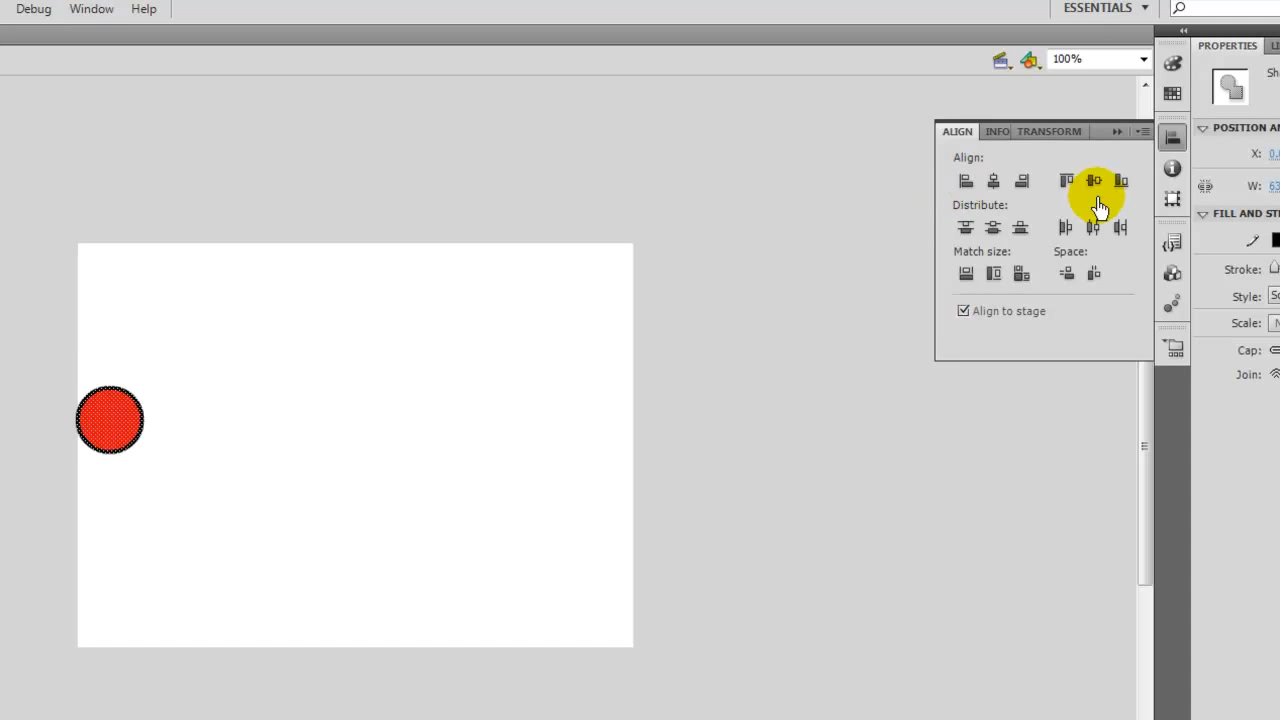 Debug Window Help ESSENTIALS
100%
PROPERTIES
ALIGN INFO TRANSFORM
Align:
Distribute:
Match size: Space:
Align to stage
POSITION
X:
W:
FILL AND
Stroke:
Style:
Scale:
Cap:
Join: